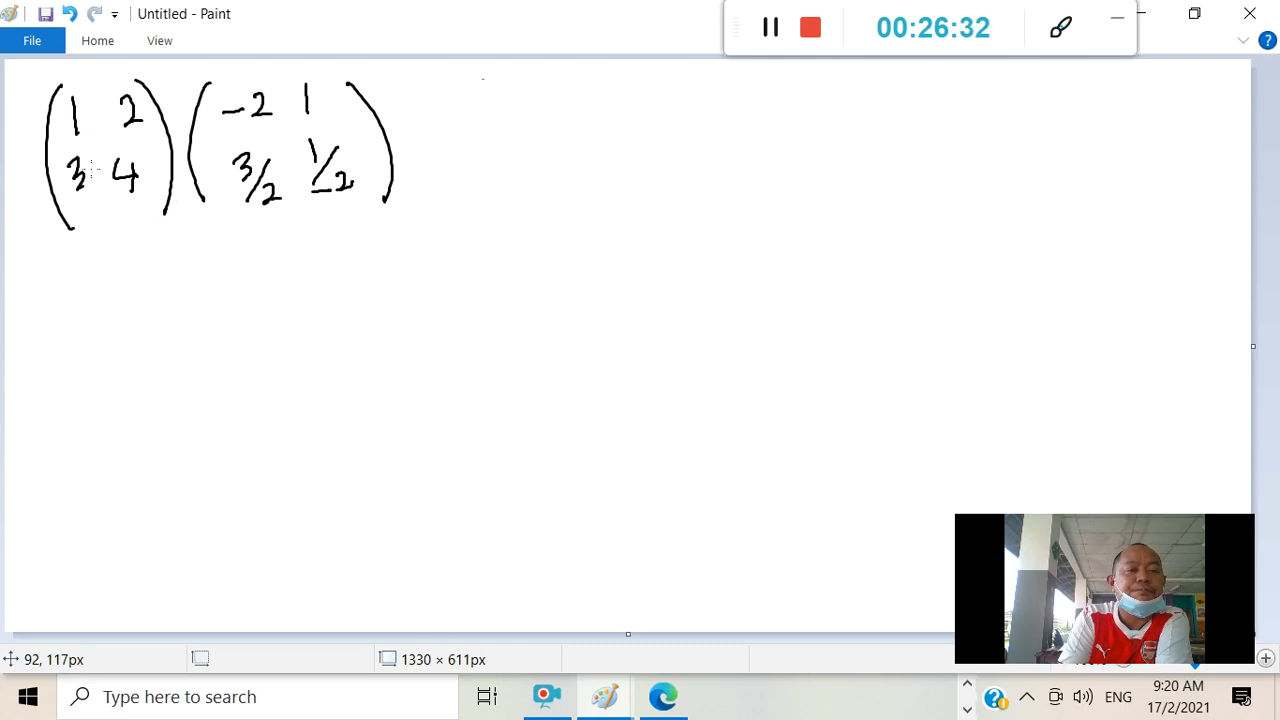 Untitled - Paint
00:26:32
File Home View
1 2 -2 1
3 4 3/2 1/2
92, 117px
1330 × 611px
Type here to search
ENG
9:20 AM
17/2/2021